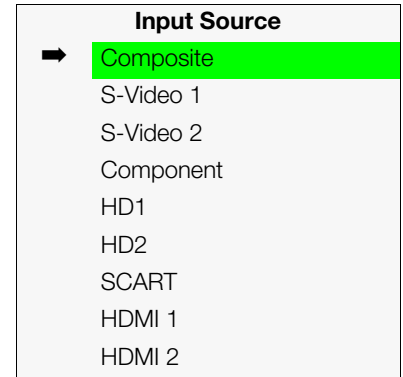 Input Source
➡ Composite
S-Video 1
S-Video 2
Component
HD1
HD2
SCART
HDMI 1
HDMI 2